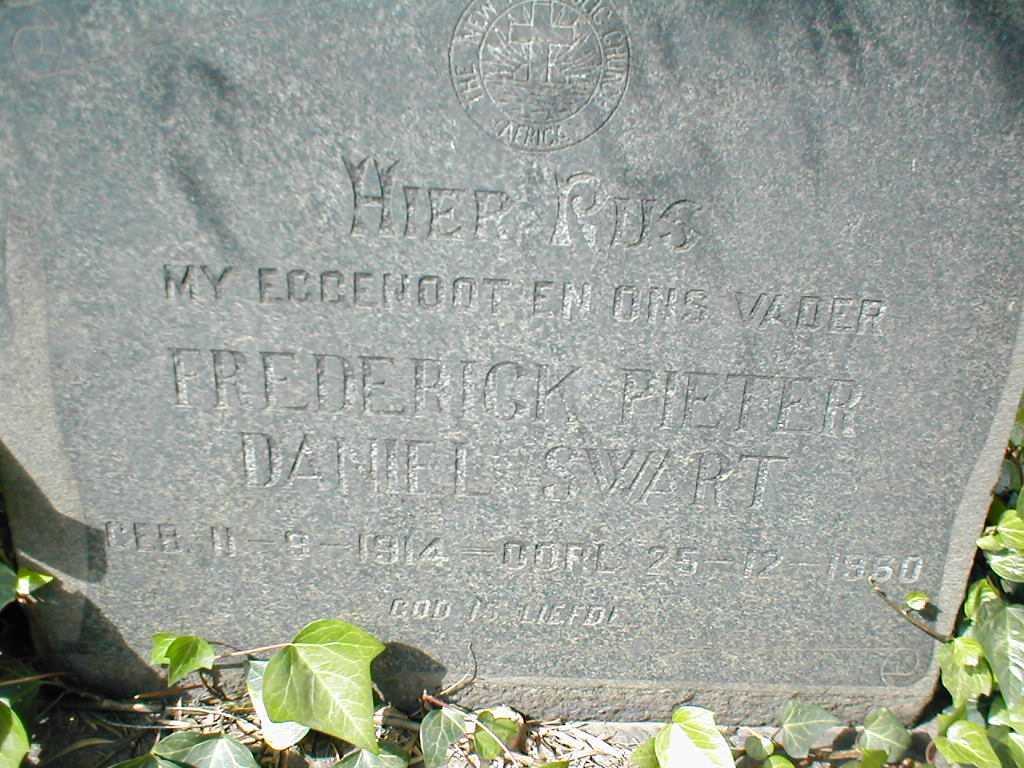 THE NEW APOSTOLIC CHURCH
AFRICA
HIER RUS
MY EGGENOOT EN ONS VADER
FREDERICK PIETER
DANIEL SWART
GEB. 11-9-1914-OORL 25-12-1960
GOD IS LIEFDE